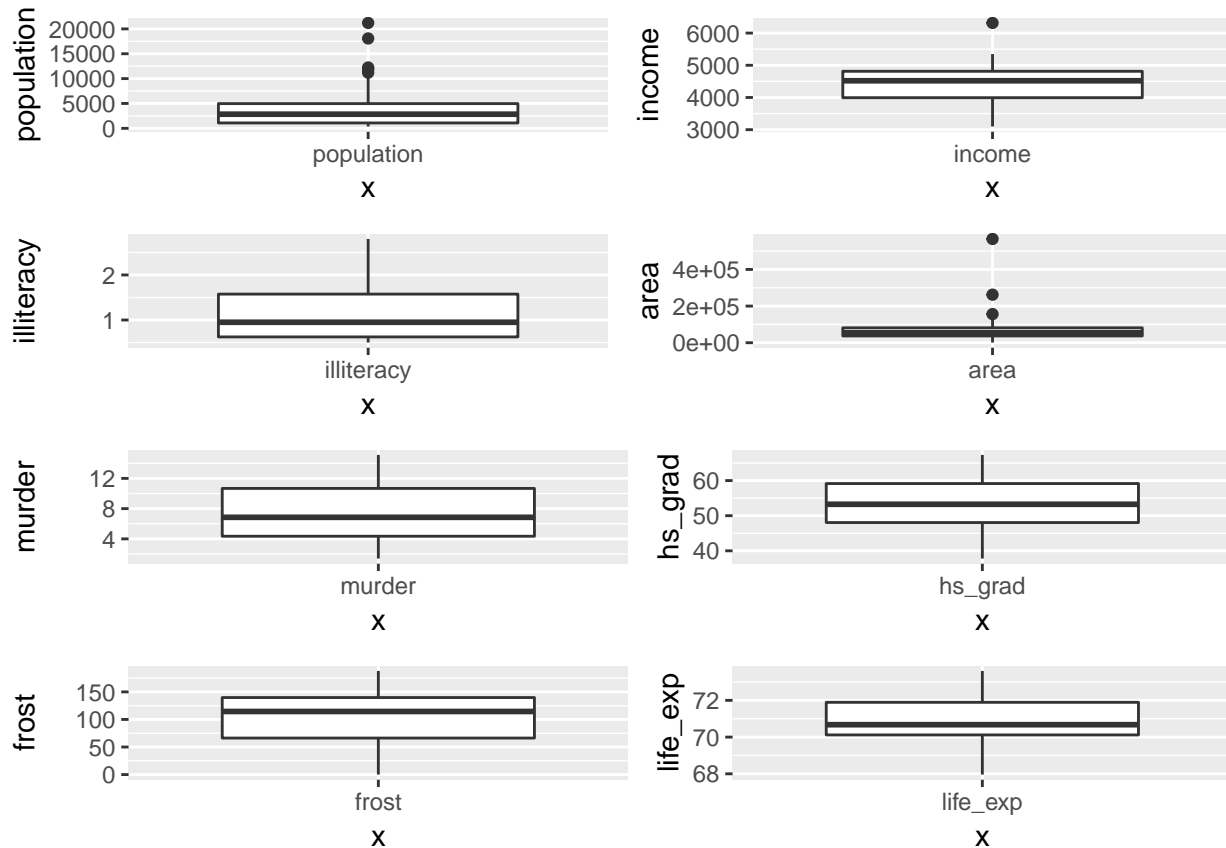 population
20000
15000
10000
5000
0
population
x
income
6000
5000
4000
3000
income
x
illiteracy
2
1
illiteracy
x
area
4e+05
2e+05
0e+00
area
x
murder
12
8
4
murder
x
hs_grad
60
50
40
hs_grad
x
frost
150
100
50
0
frost
x
life_exp
72
70
68
life_exp
x